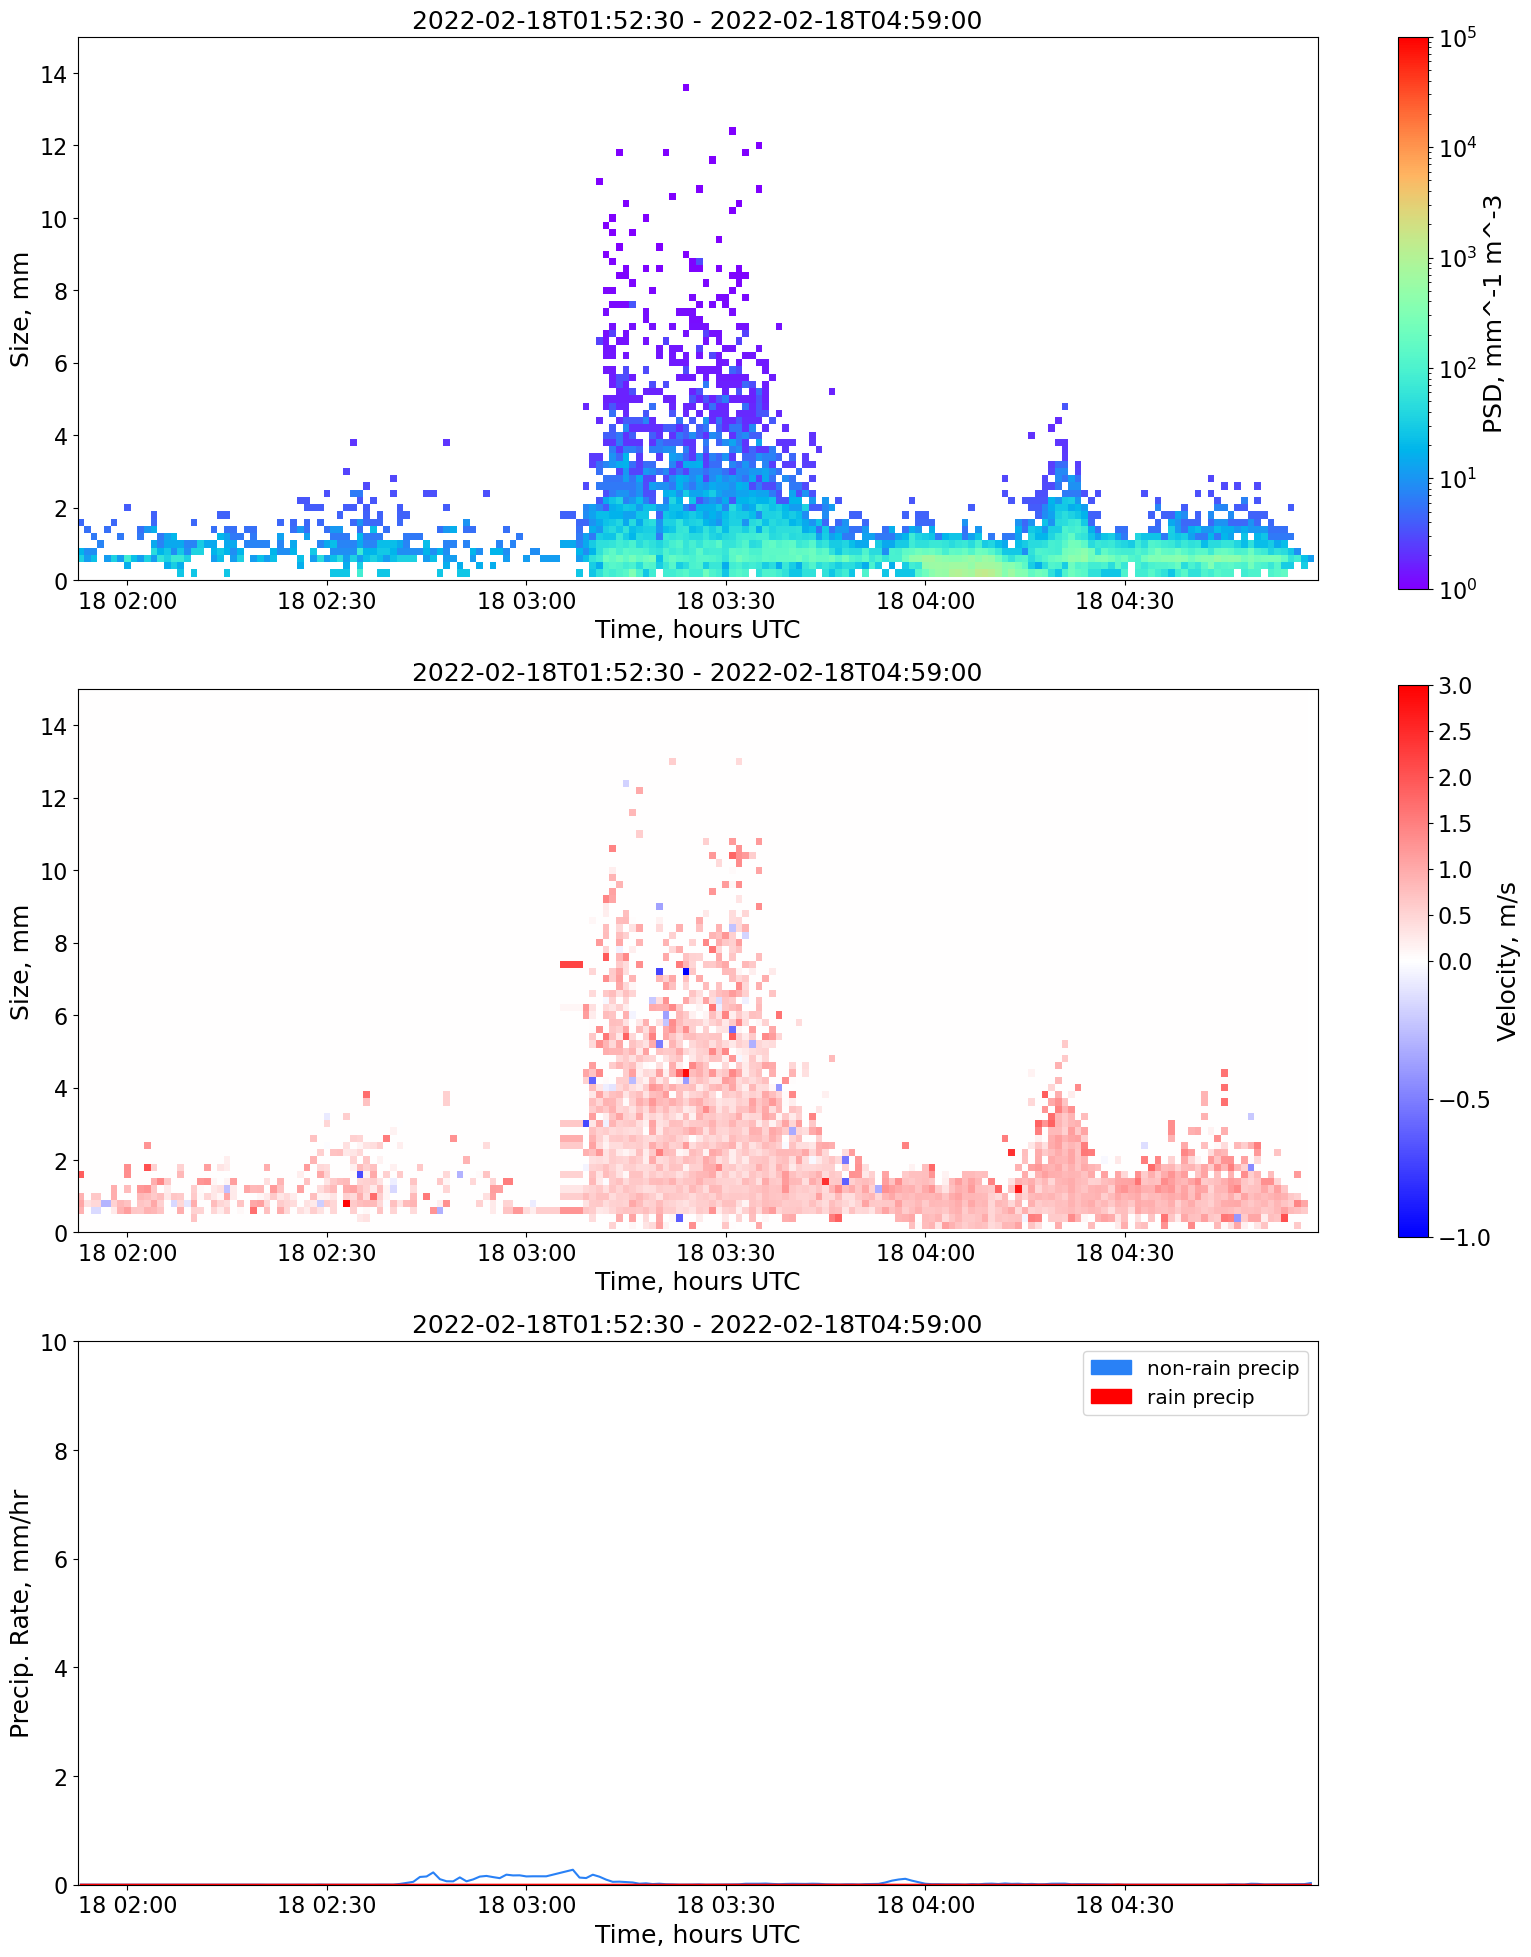 2022-02-18T01:52:30 - 2022-02-18T04:59:00
14
12
10
8
6
4
2
0
Size, mm
18 02:00 18 02:30 18 03:00 18 03:30 18 04:00 18 04:30
Time, hours UTC
10^5
10^4
10^3
10^2
10^1
10^0
PSD, mm^-1 m^-3
2022-02-18T01:52:30 - 2022-02-18T04:59:00
14
12
10
8
6
4
2
0
Size, mm
18 02:00 18 02:30 18 03:00 18 03:30 18 04:00 18 04:30
Time, hours UTC
3.0
2.5
2.0
1.5
1.0
0.5
0.0
−0.5
−1.0
Velocity, m/s
2022-02-18T01:52:30 - 2022-02-18T04:59:00
10
8
6
4
2
0
Precip. Rate, mm/hr
non-rain precip
rain precip
18 02:00 18 02:30 18 03:00 18 03:30 18 04:00 18 04:30
Time, hours UTC